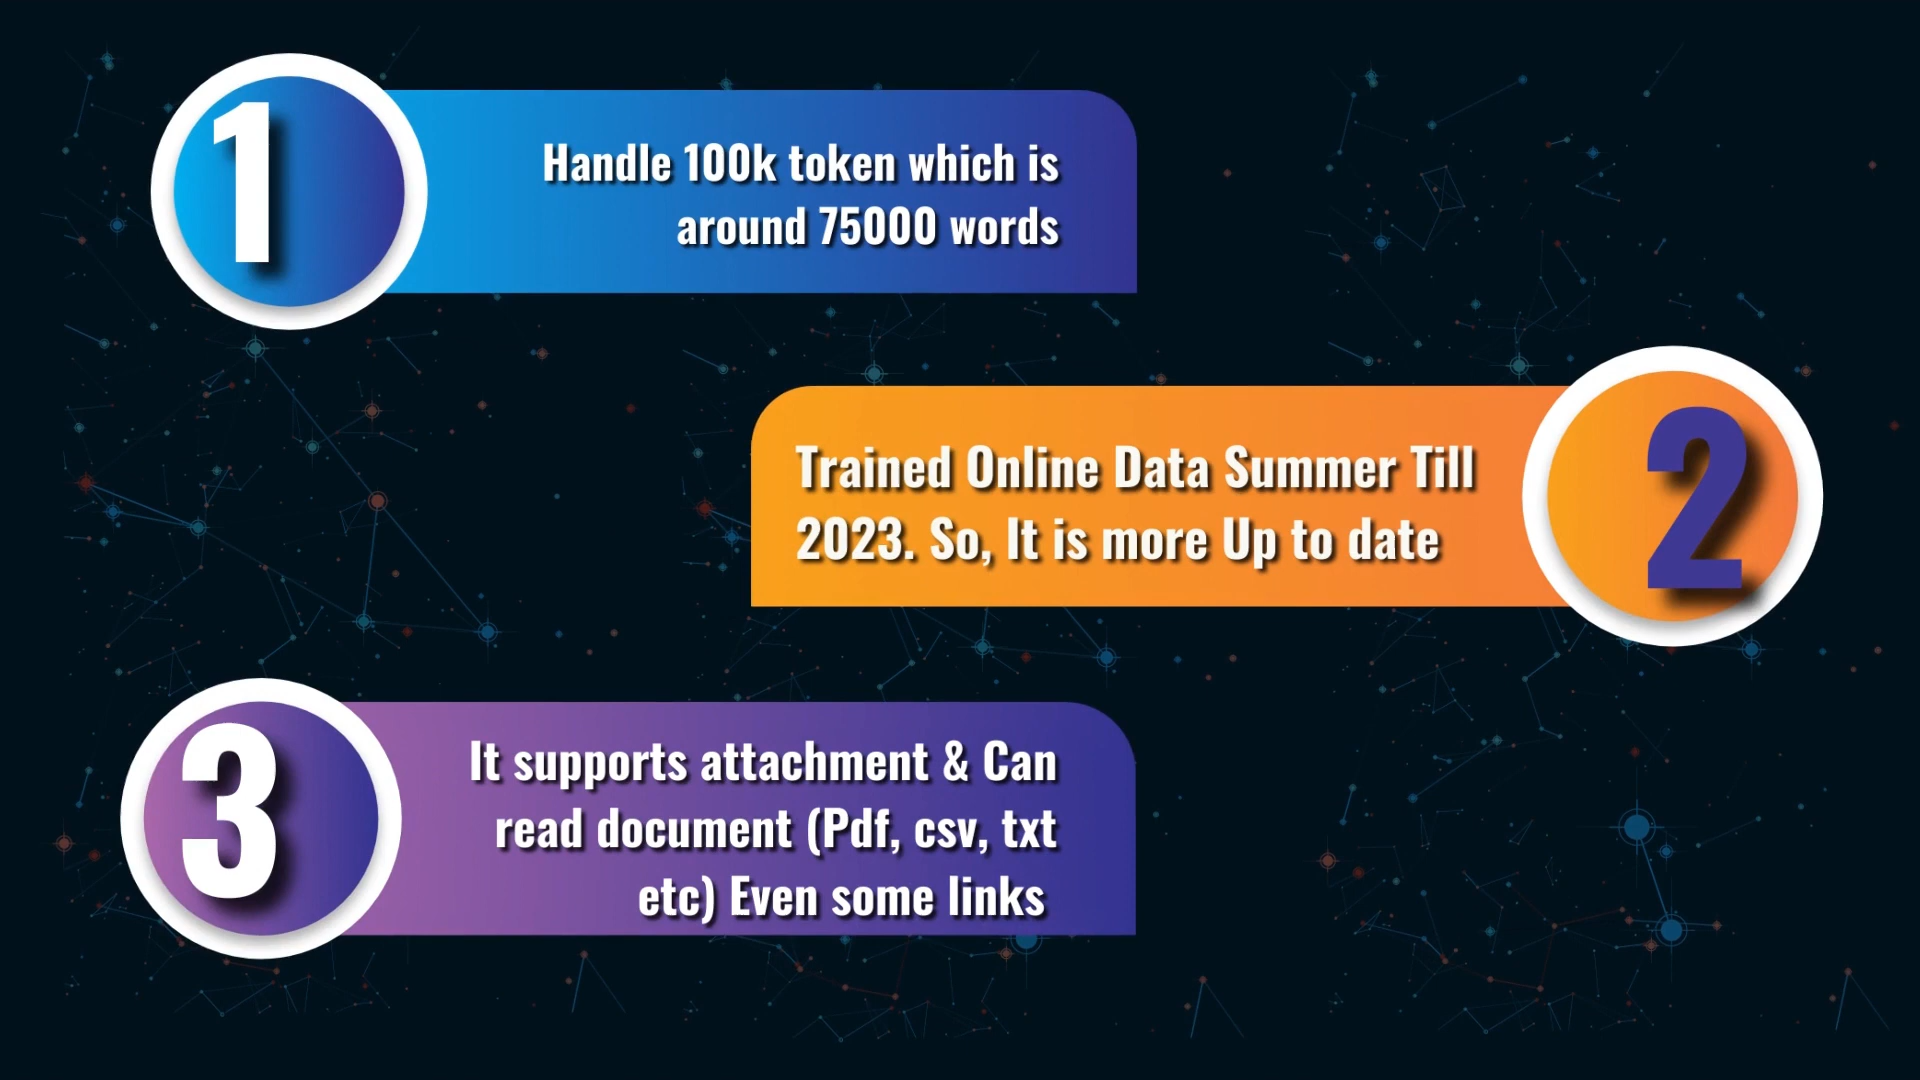 1
Handle 100k token which is
around 75000 words
Trained Online Data Summer Till
2023. So, It is more Up to date
2
3
It supports attachment & Can
read document (Pdf, csv, txt
etc) Even some links